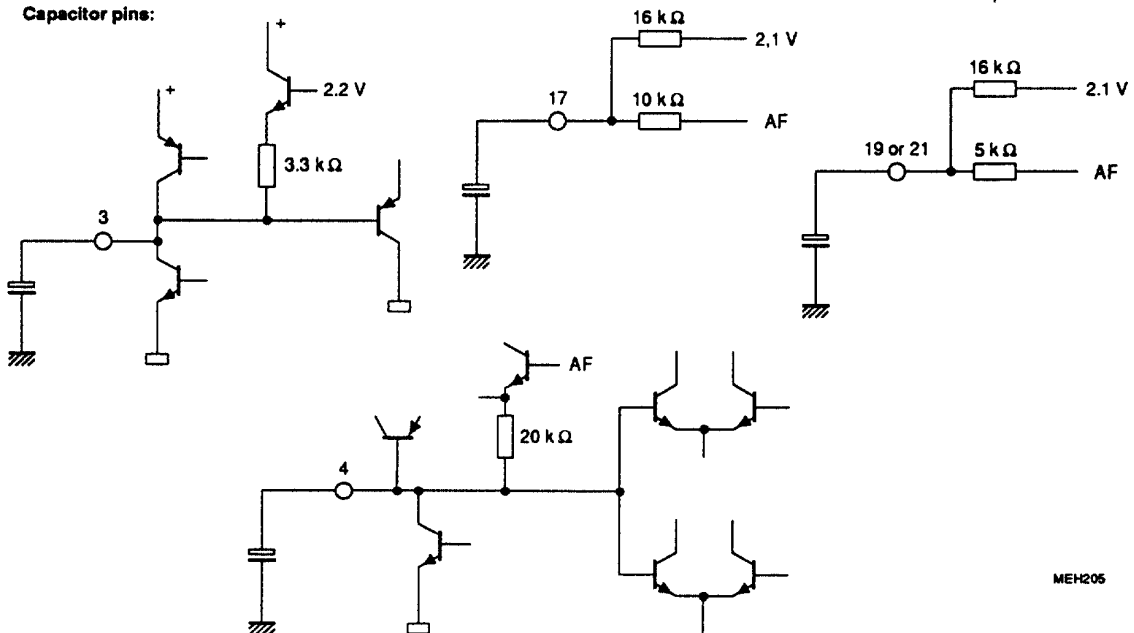 Capacitor pins:
+
+
2.2 V
3.3 kΩ
3
16 kΩ
2,1 V
17
10 kΩ
AF
16 kΩ
2.1 V
19 or 21
5 kΩ
AF
AF
20 kΩ
4
MEH205